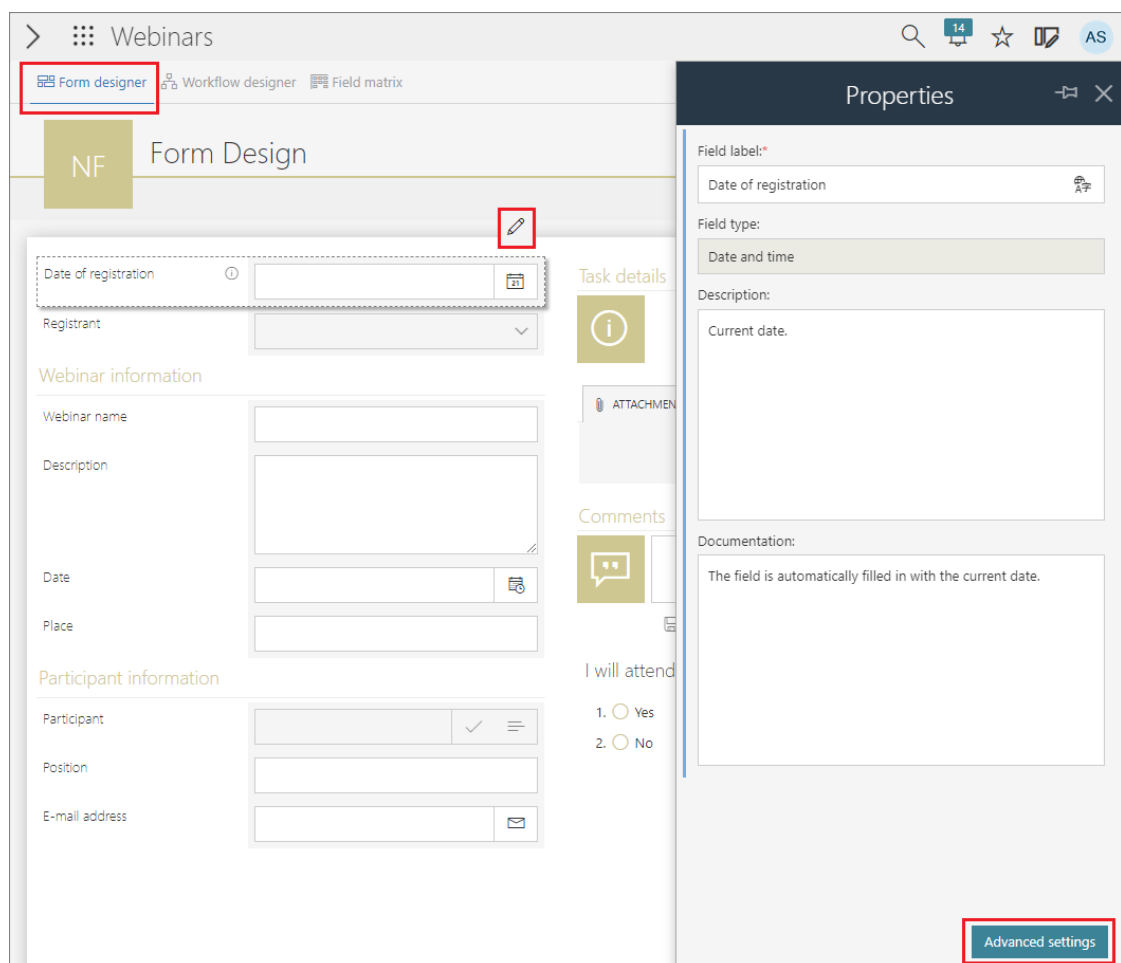 Webinars
14
AS
Form designer
Workflow designer
Field matrix
NF
Form Design
Date of registration
21
Registrant
Webinar information
Webinar name
Description
Date
Place
Participant information
Participant
Position
E-mail address
Task details
ATTACHMEN
Comments
I will attend
1. Yes
2. No
Properties
Field label:*
Date of registration
Field type:
Date and time
Description:
Current date.
Documentation:
The field is automatically filled in with the current date.
Advanced settings